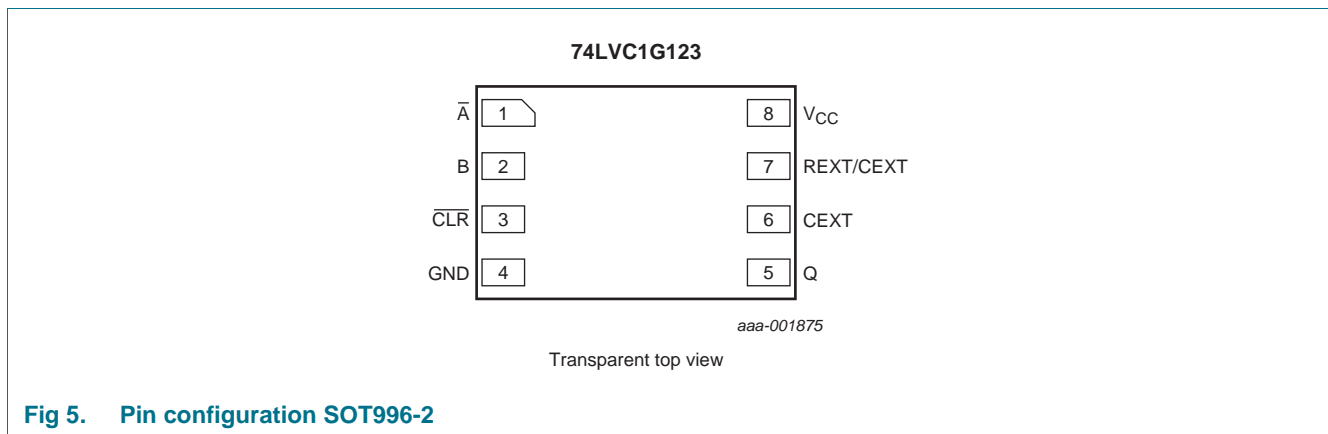 74LVC1G123
A̅ 1 8 VCC
B 2 7 REXT/CEXT
C̅L̅R̅ 3 6 CEXT
GND 4 5 Q
aaa-001875
Transparent top view
Fig 5. Pin configuration SOT996-2